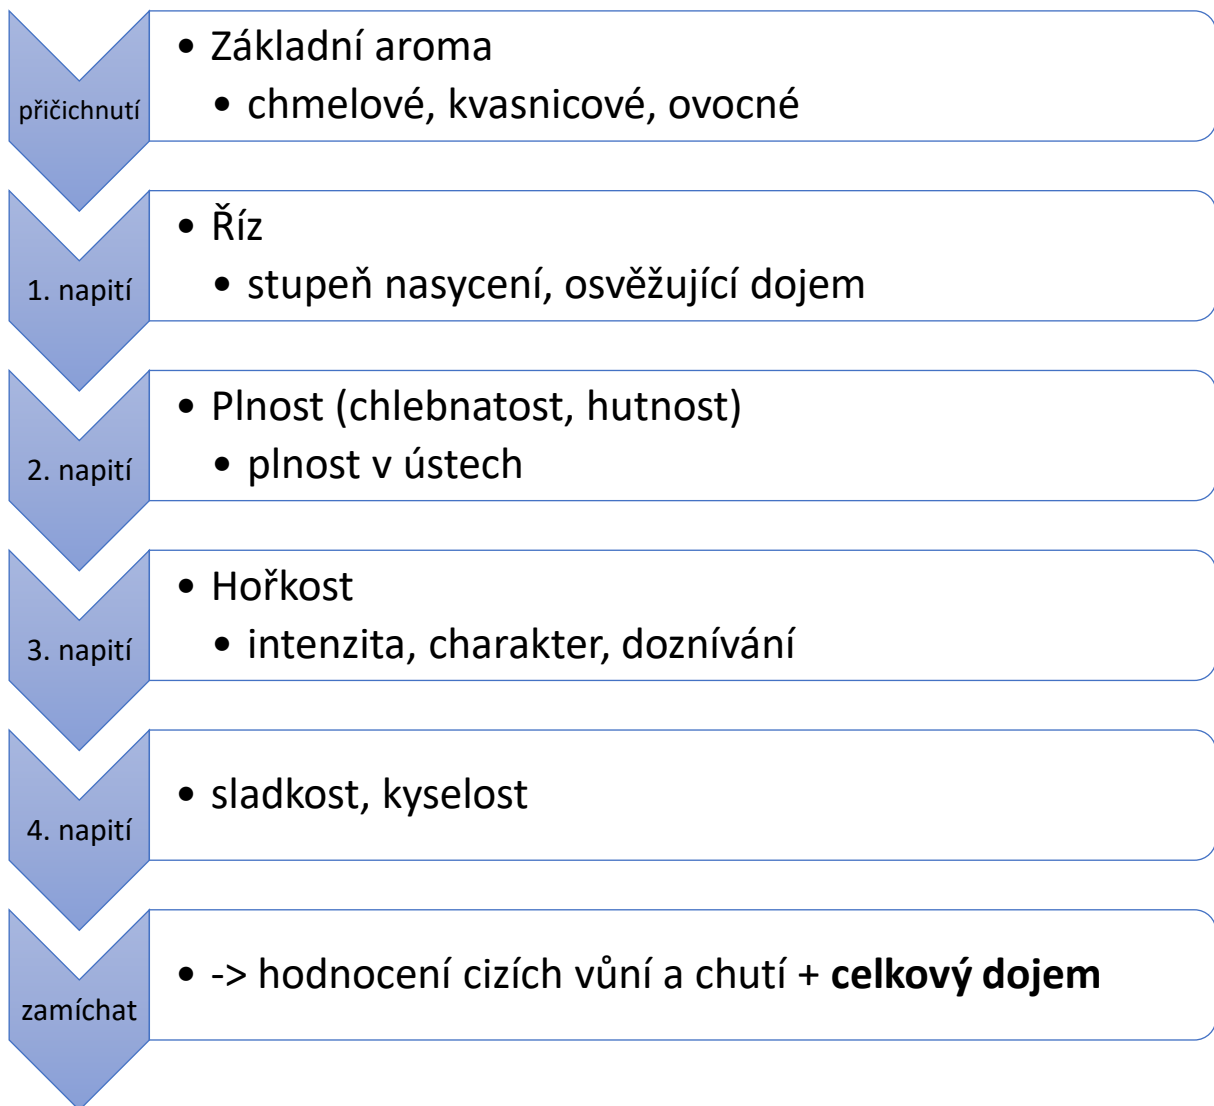 přičichnutí
• Základní aroma
• chmelové, kvasnicové, ovocné
1. napití
• Říz
• stupeň nasycení, osvěžující dojem
2. napití
• Plnost (chlebnatost, hutnost)
• plnost v ústech
3. napití
• Hořkost
• intenzita, charakter, doznívání
4. napití
• sladkost, kyselost
zamíchat
• -> hodnocení cizích vůní a chutí + celkový dojem